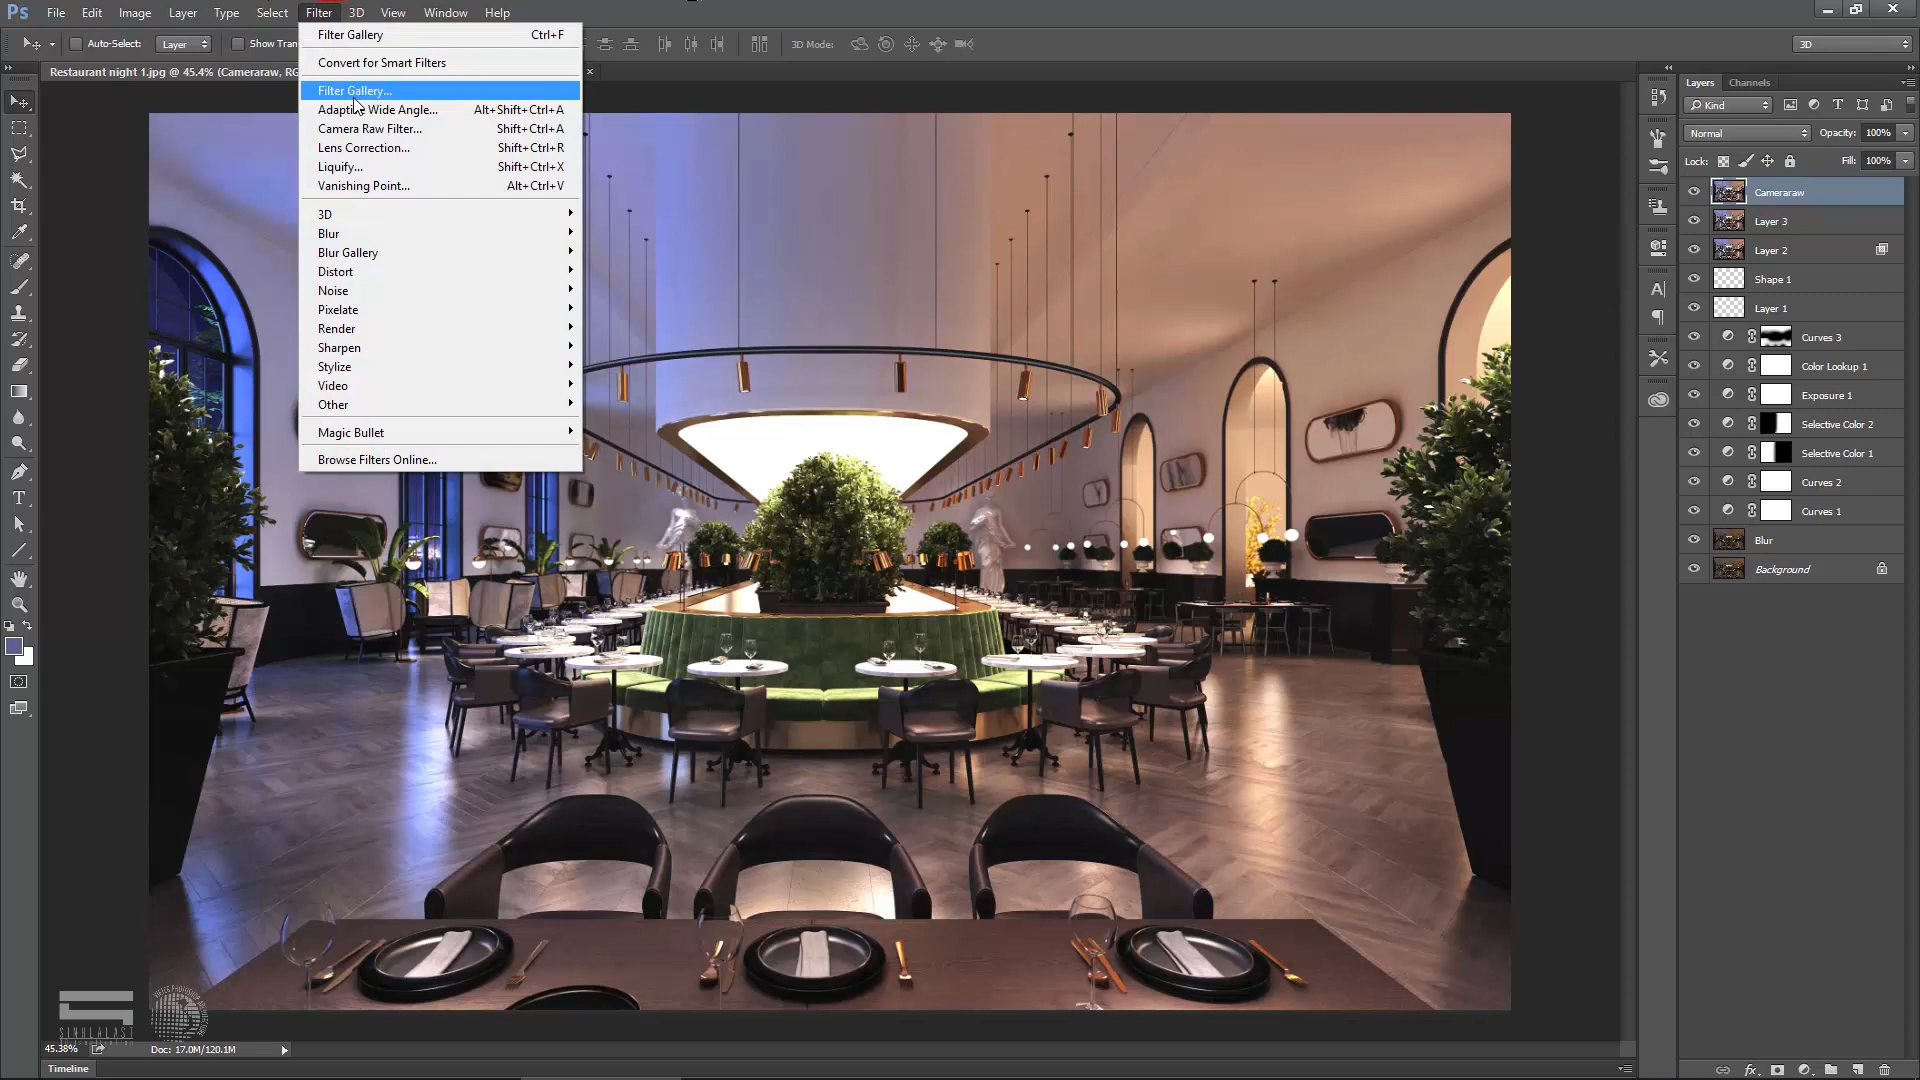 Ps File Edit Image Layer Type Select Filter 3D View Window Help
Auto-Select: Layer Show Tran 3D Mode: 3D
Restaurant night 1.jpg @ 45.4% (Cameraraw, RG
Filter Gallery Ctrl+F
Convert for Smart Filters
Filter Gallery...
Adaptive Wide Angle... Alt+Shift+Ctrl+A
Camera Raw Filter... Shift+Ctrl+A
Lens Correction... Shift+Ctrl+R
Liquify... Shift+Ctrl+X
Vanishing Point... Alt+Ctrl+V
3D
Blur
Blur Gallery
Distort
Noise
Pixelate
Render
Sharpen
Stylize
Video
Other
Magic Bullet
Browse Filters Online...
Layers Channels
Kind
Normal Opacity: 100%
Lock: Fill: 100%
Cameraraw
Layer 3
Layer 2
Shape 1
Layer 1
Curves 3
Color Lookup 1
Exposure 1
Selective Color 2
Selective Color 1
Curves 2
Curves 1
Blur
Background
45.38% Doc: 17.0M/120.1M
Timeline